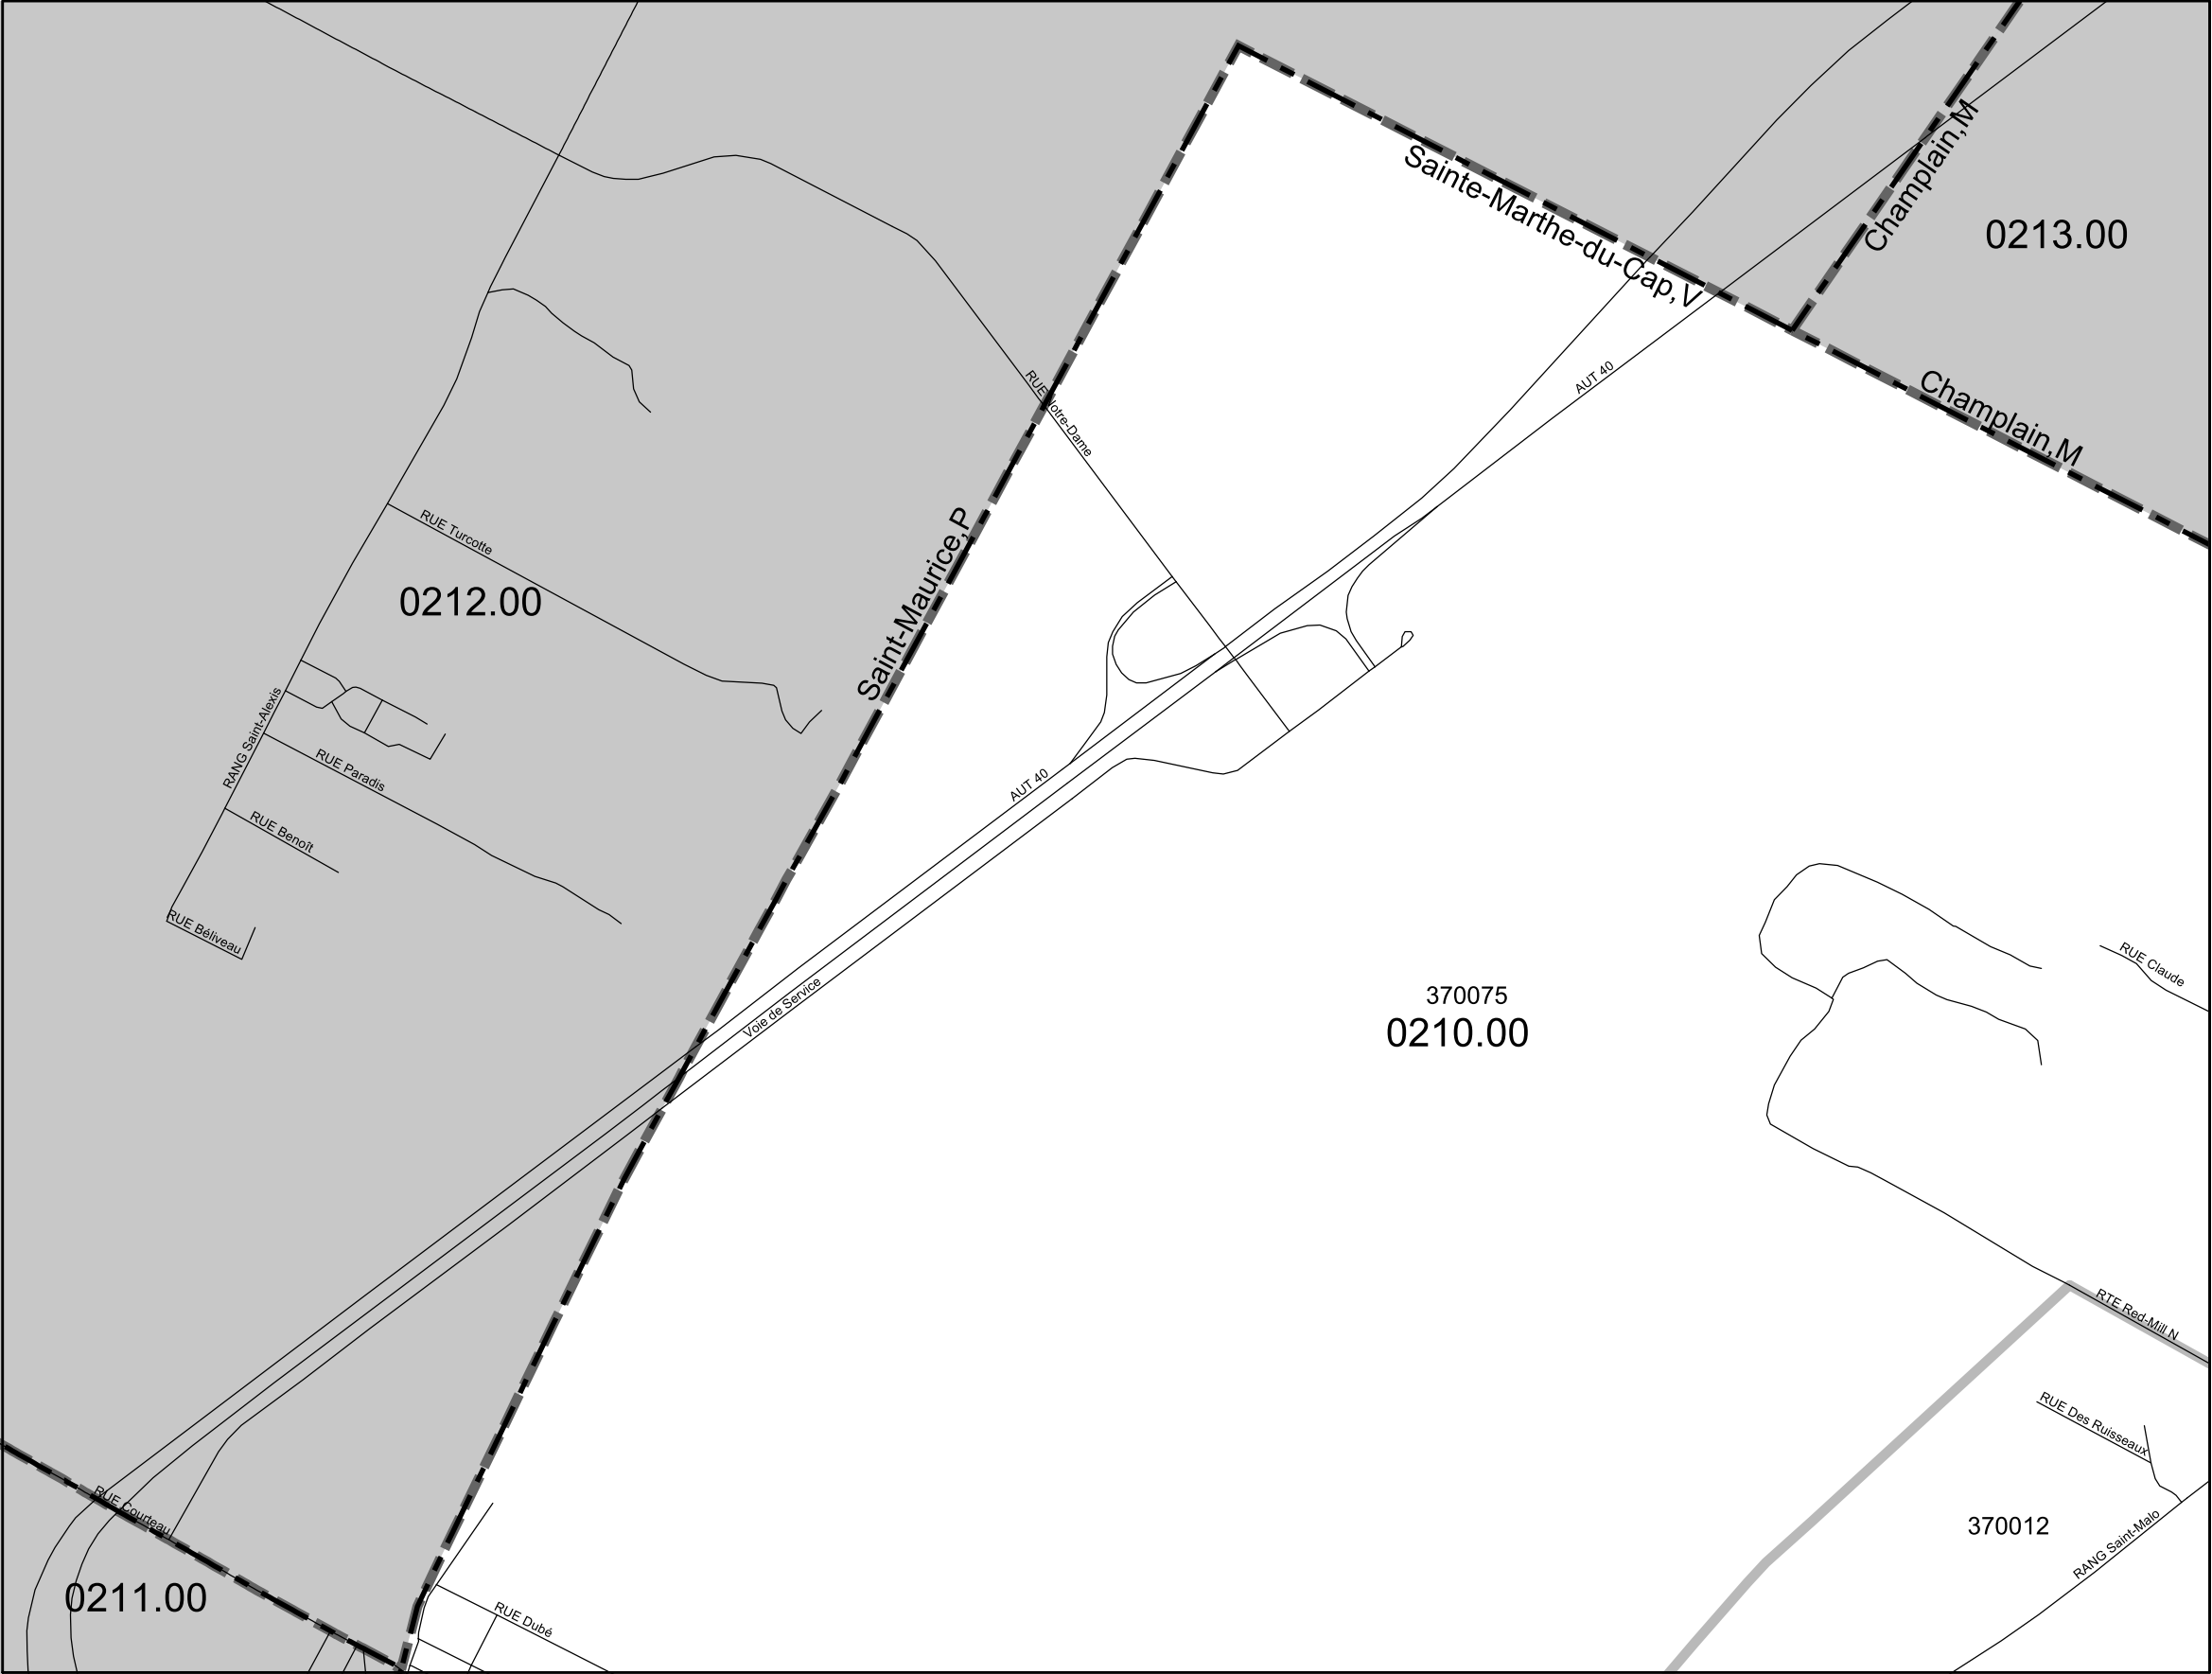 Champlain,M
Sainte-Marthe-du-Cap,V
0213.00
AUT 40
RUE Notre-Dame
Champlain,M
RUE Turcotte
Saint-Maurice,P
0212.00
RANG Saint-Alexis
RUE Paradis
AUT 40
RUE Benoît
RUE Béliveau
RUE Claude
Voie de Service
370075
0210.00
RTE Red-Mill N
RUE Des Ruisseaux
RUE Courteau
370012
RANG Saint-Malo
0211.00
RUE Dubé